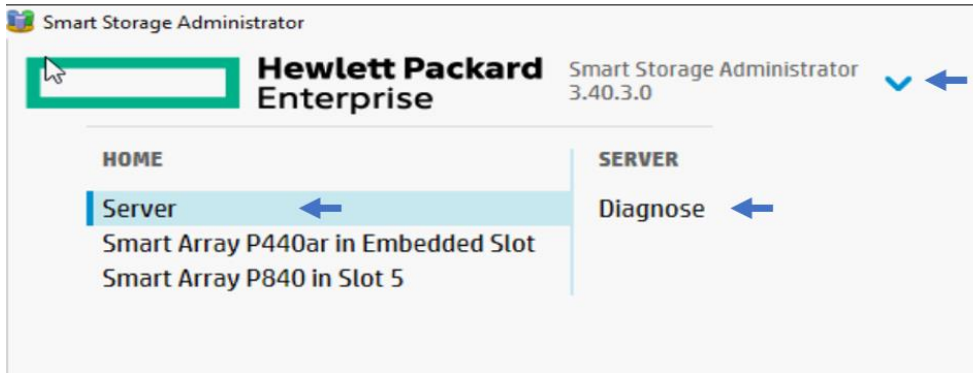 Smart Storage Administrator
Hewlett Packard
Enterprise
Smart Storage Administrator
3.40.3.0
HOME
Server
Smart Array P440ar in Embedded Slot
Smart Array P840 in Slot 5
SERVER
Diagnose